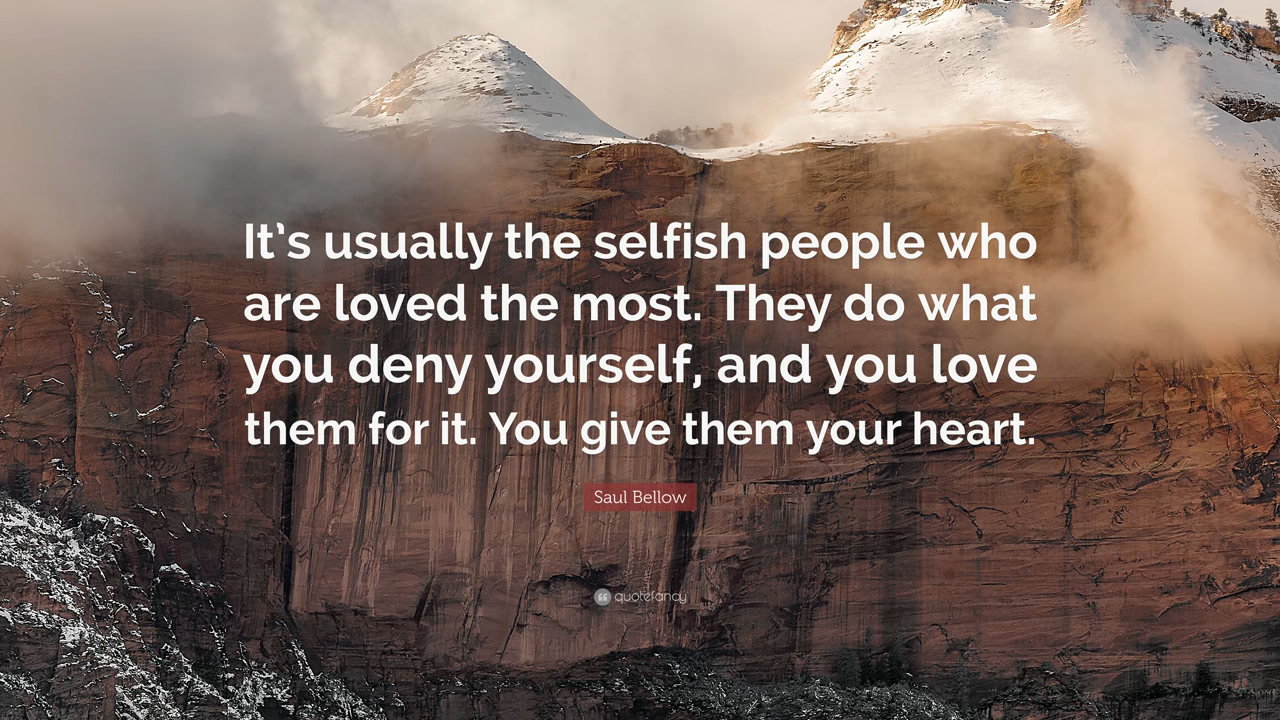 It’s usually the selfish people who
are loved the most. They do what
you deny yourself, and you love
them for it. You give them your heart.
Saul Bellow
quotefancy